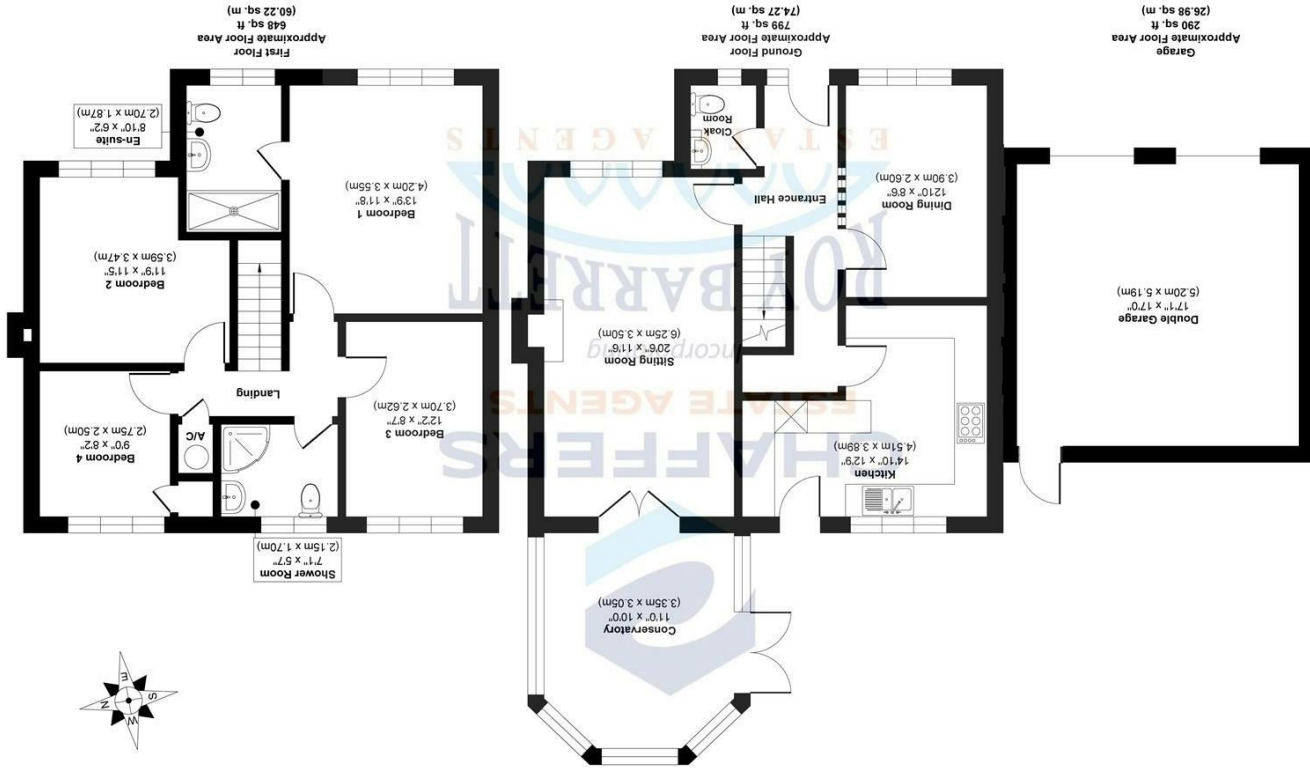 Garage
Approximate Floor Area
290 sq. ft
(26.98 sq. m)
Ground Floor
Approximate Floor Area
799 sq. ft
(74.27 sq. m)
First Floor
Approximate Floor Area
648 sq. ft
(60.22 sq. m)
Double Garage
17'1" x 17'0"
(5.20m x 5.19m)
Dining Room
12'10" x 8'6"
(3.90m x 2.60m)
Entrance Hall
Cloak
Room
Sitting Room
20'6" x 11'6"
(6.25m x 3.50m)
Kitchen
14'10" x 12'9"
(4.51m x 3.89m)
Conservatory
11'0" x 10'0"
(3.35m x 3.05m)
En-suite
8'10" x 6'2"
(2.70m x 1.87m)
Bedroom 1
13'9" x 11'8"
(4.20m x 3.55m)
Bedroom 2
11'9" x 11'5"
(3.59m x 3.47m)
Landing
Bedroom 3
12'2" x 8'7"
(3.70m x 2.62m)
A/C
Bedroom 4
9'0" x 8'2"
(2.75m x 2.50m)
Shower Room
7'1" x 5'7"
(2.15m x 1.70m)
N
E
S
W
CHAFFERS
ESTATE AGENTS
Incorporating
ROY BARRETT
ESTATE AGENTS